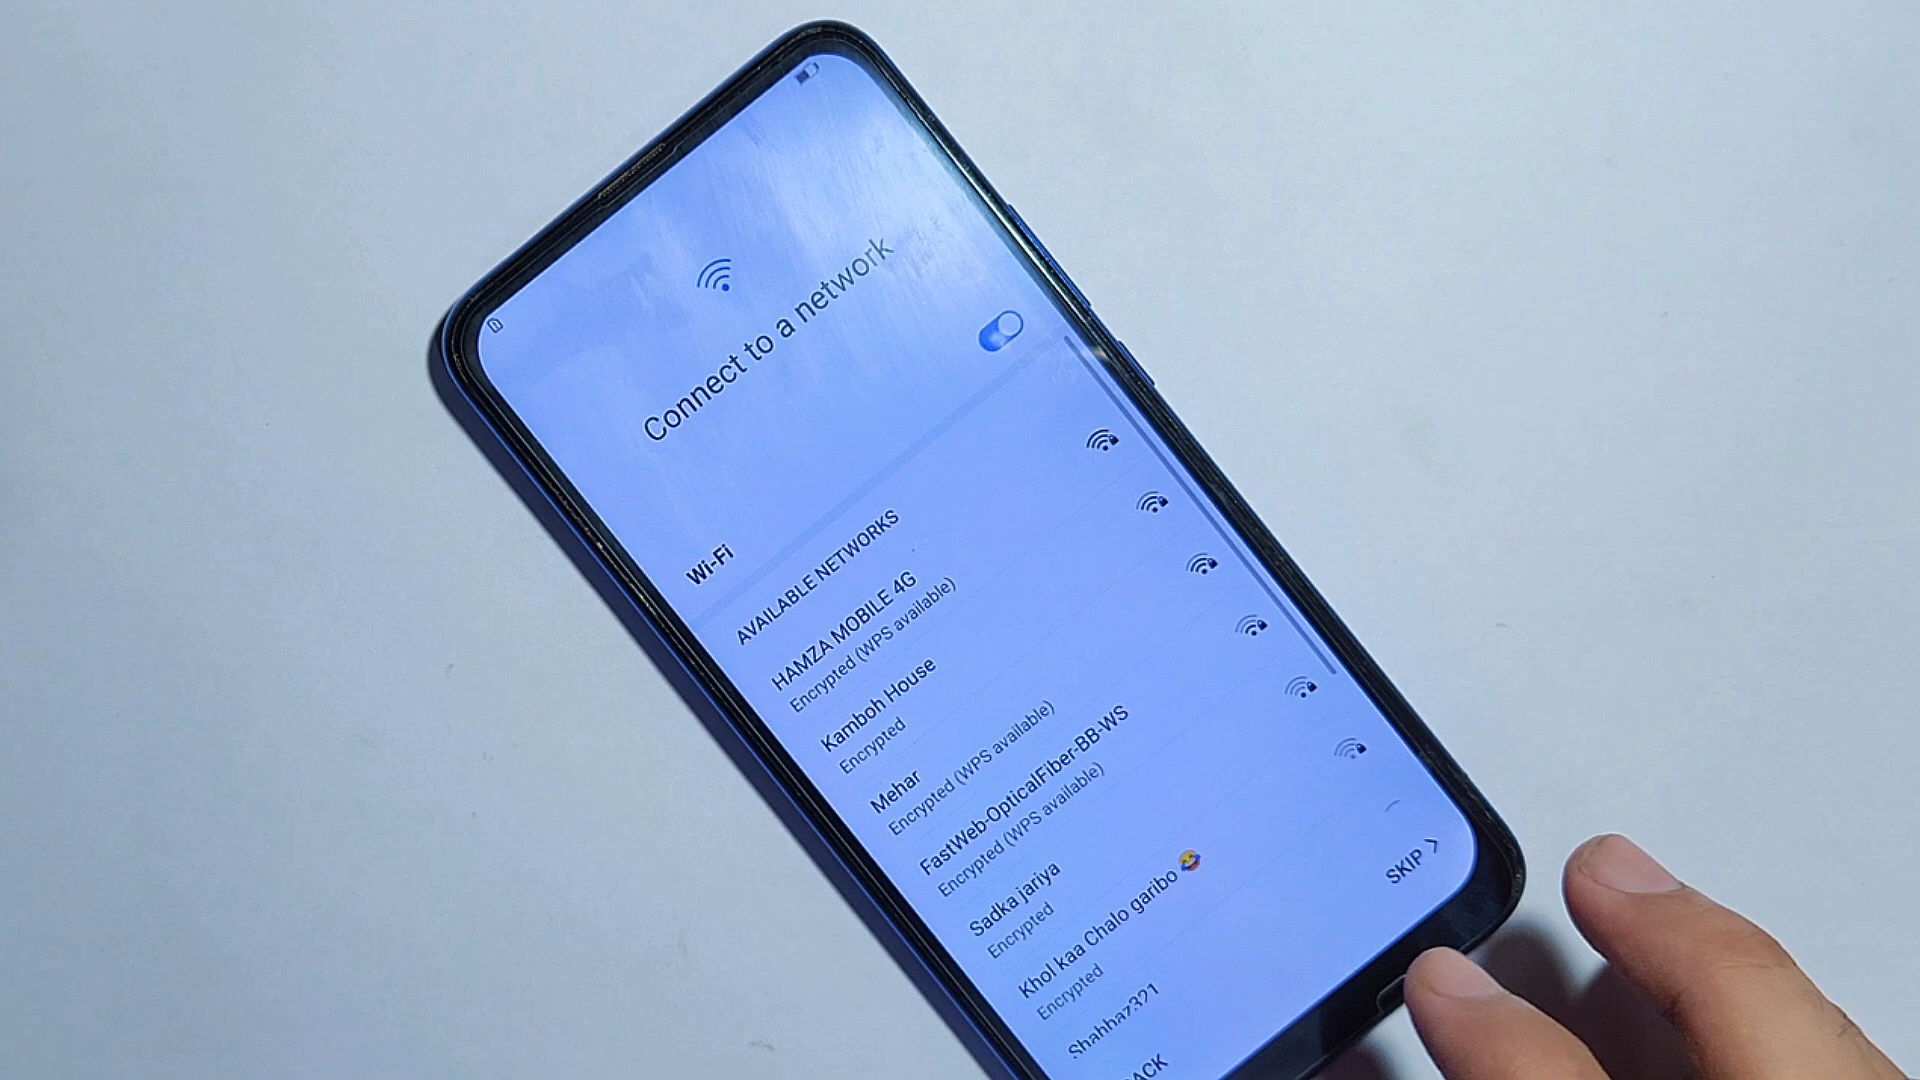 Connect to a network
Wi-Fi
AVAILABLE NETWORKS
HAMZA MOBILE 4G
Encrypted (WPS available)
Kamboh House
Encrypted
Mehar
Encrypted (WPS available)
FastWeb-OpticalFiber-BB-WS
Encrypted (WPS available)
Sadka jariya
Encrypted
Khol kaa Chalo garibo 😂
Encrypted
Shahbaz321
SKIP >